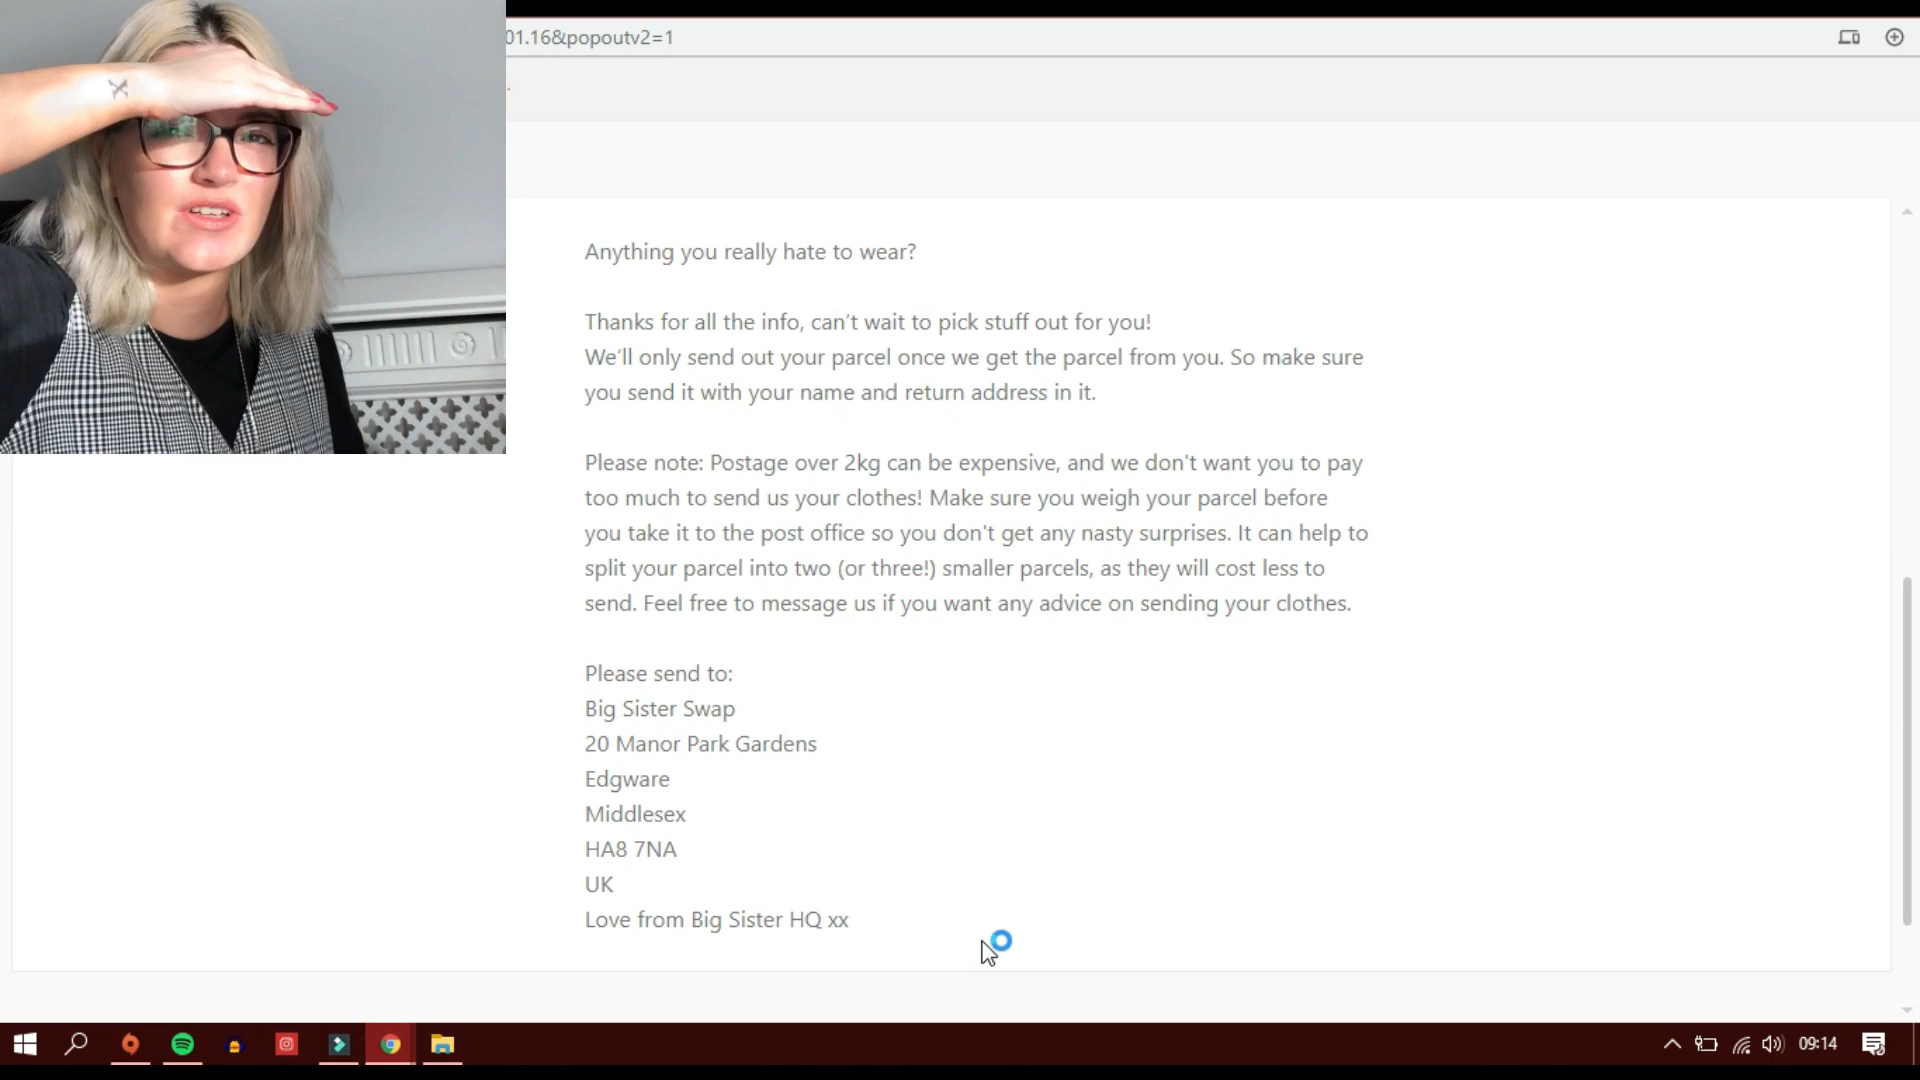 01.16&popoutv2=1
Anything you really hate to wear?
Thanks for all the info, can't wait to pick stuff out for you!
We'll only send out your parcel once we get the parcel from you. So make sure
you send it with your name and return address in it.
Please note: Postage over 2kg can be expensive, and we don't want you to pay
too much to send us your clothes! Make sure you weigh your parcel before
you take it to the post office so you don't get any nasty surprises. It can help to
split your parcel into two (or three!) smaller parcels, as they will cost less to
send. Feel free to message us if you want any advice on sending your clothes.
Please send to:
Big Sister Swap
20 Manor Park Gardens
Edgware
Middlesex
HA8 7NA
UK
Love from Big Sister HQ xx
09:14